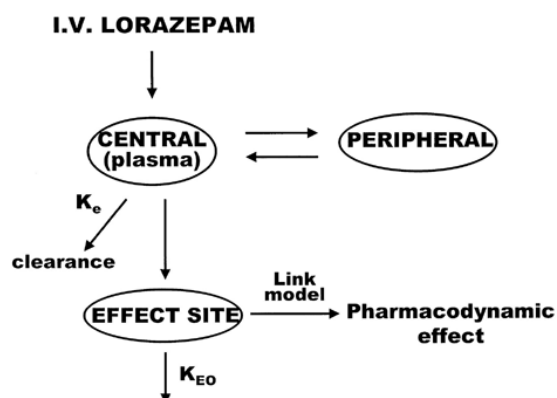 I.V. LORAZEPAM
CENTRAL
(plasma)
PERIPHERAL
Ke
clearance
Link
model
EFFECT SITE
Pharmacodynamic
effect
KEO